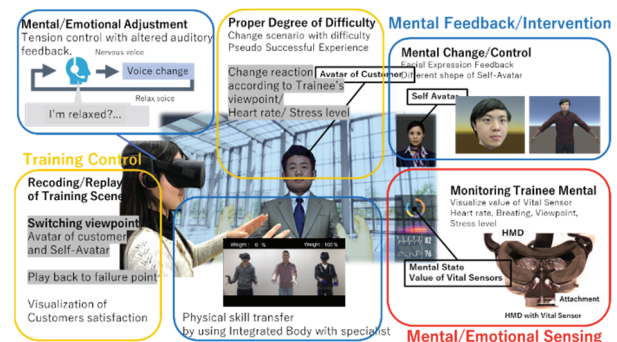 Mental/Emotional Adjustment
Tension control with altered auditory
feedback.
Nervous voice
Voice change
Relax voice
I'm relaxed?...
Proper Degree of Difficulty
Change scenario with difficulty
Pseudo Successful Experience
Change reaction
according to Trainee's
viewpoint/
Heart rate/ Stress level
Avatar of Customer
Mental Feedback/Intervention
Mental Change/Control
Facial Expression Feedback
Different shape of Self-Avatar
Self Avatar
Training Control
Recoding/Replay
of Training Scene
Switching viewpoint
Avatar of customer
and Self-Avatar
Play back to failure point
Visualization of
Customers satisfaction
Weight : 0 %
Weight : 100%
Physical skill transfer
by using Integrated Body with specialist
82
76
Mental State
Value of Vital Sensors
Monitoring Trainee Mental
Visualize value of Vital Sensor
Heart rate, Breating, Viewpoint,
Stress level
HMD
Attachment
HMD with Vital Sensor
Mental/Emotional Sensing